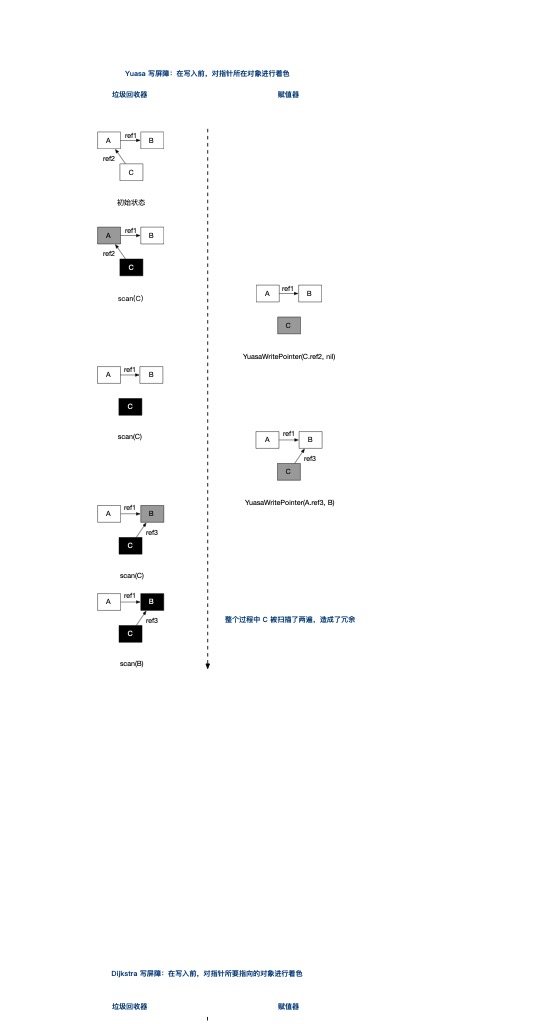 Yuasa 写屏障：在写入前，对指针所在对象进行着色
垃圾回收器
赋值器
A
ref1
B
ref2
C
初始状态
A
ref1
B
ref2
C
scan(C)
A
ref1
B
C
YuasaWritePointer(C.ref2, nil)
A
ref1
B
C
scan(C)
A
ref1
B
ref3
C
YuasaWritePointer(A.ref3, B)
A
ref1
B
ref3
C
scan(C)
A
ref1
B
ref3
C
整个过程中 C 被扫描了两遍，造成了冗余
scan(B)
Dijkstra 写屏障：在写入前，对指针所要指向的对象进行着色
垃圾回收器
赋值器